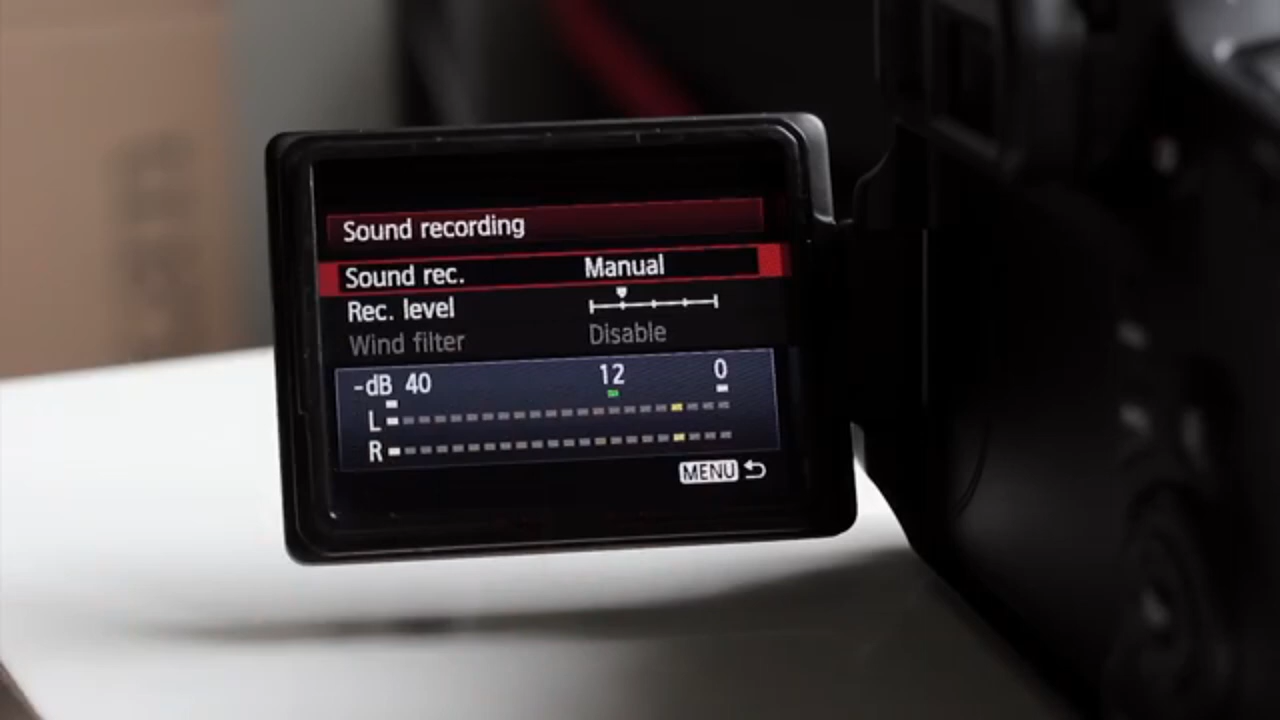 Sound recording
Sound rec. Manual
Rec. level
Wind filter Disable
-dB 40 12 0
L
R
MENU